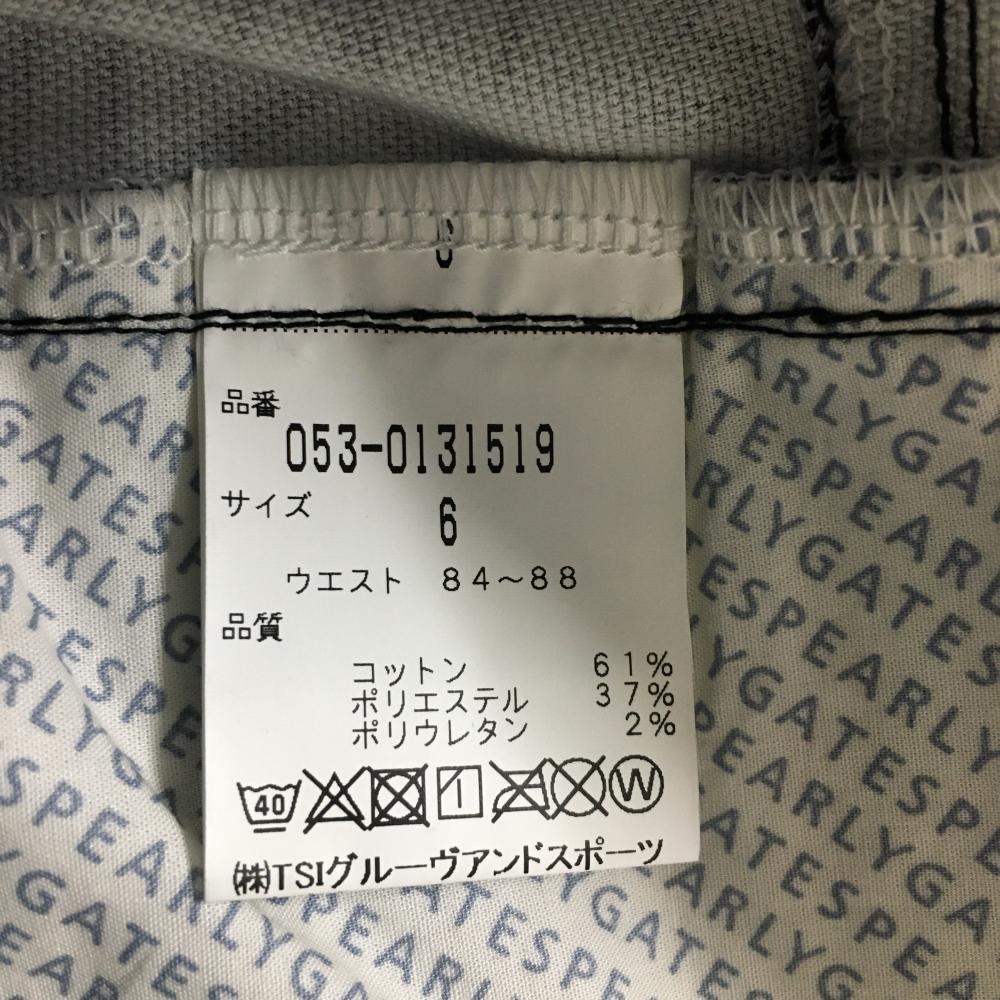 品番
053-0131519
サイズ
6
ウエスト 84~88
品質
コットン 61%
ポリエステル 37%
ポリウレタン 2%
40
W
㈱TSIグルーヴアンドスポーツ
PEARLYGATES